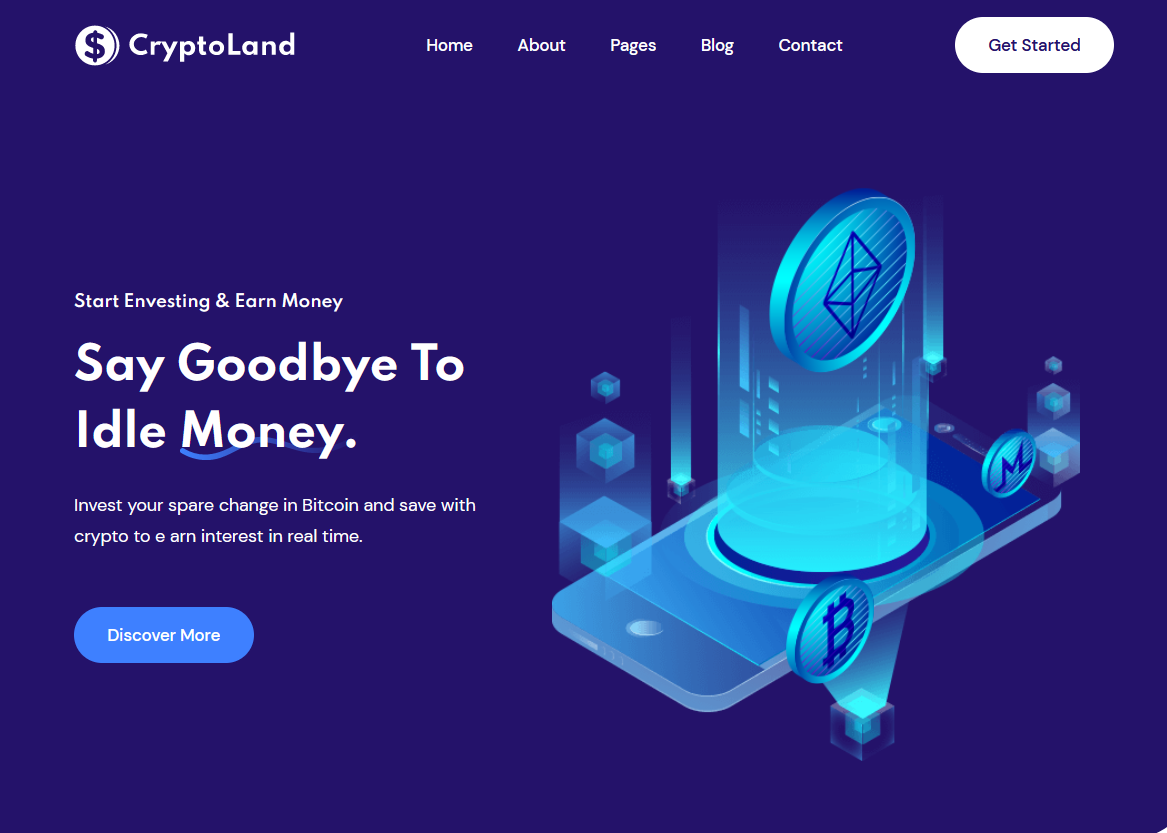 CryptoLand
Home
About
Pages
Blog
Contact
Get Started
Start Envesting & Earn Money
Say Goodbye To
Idle Money.
Invest your spare change in Bitcoin and save with
crypto to e arn interest in real time.
Discover More